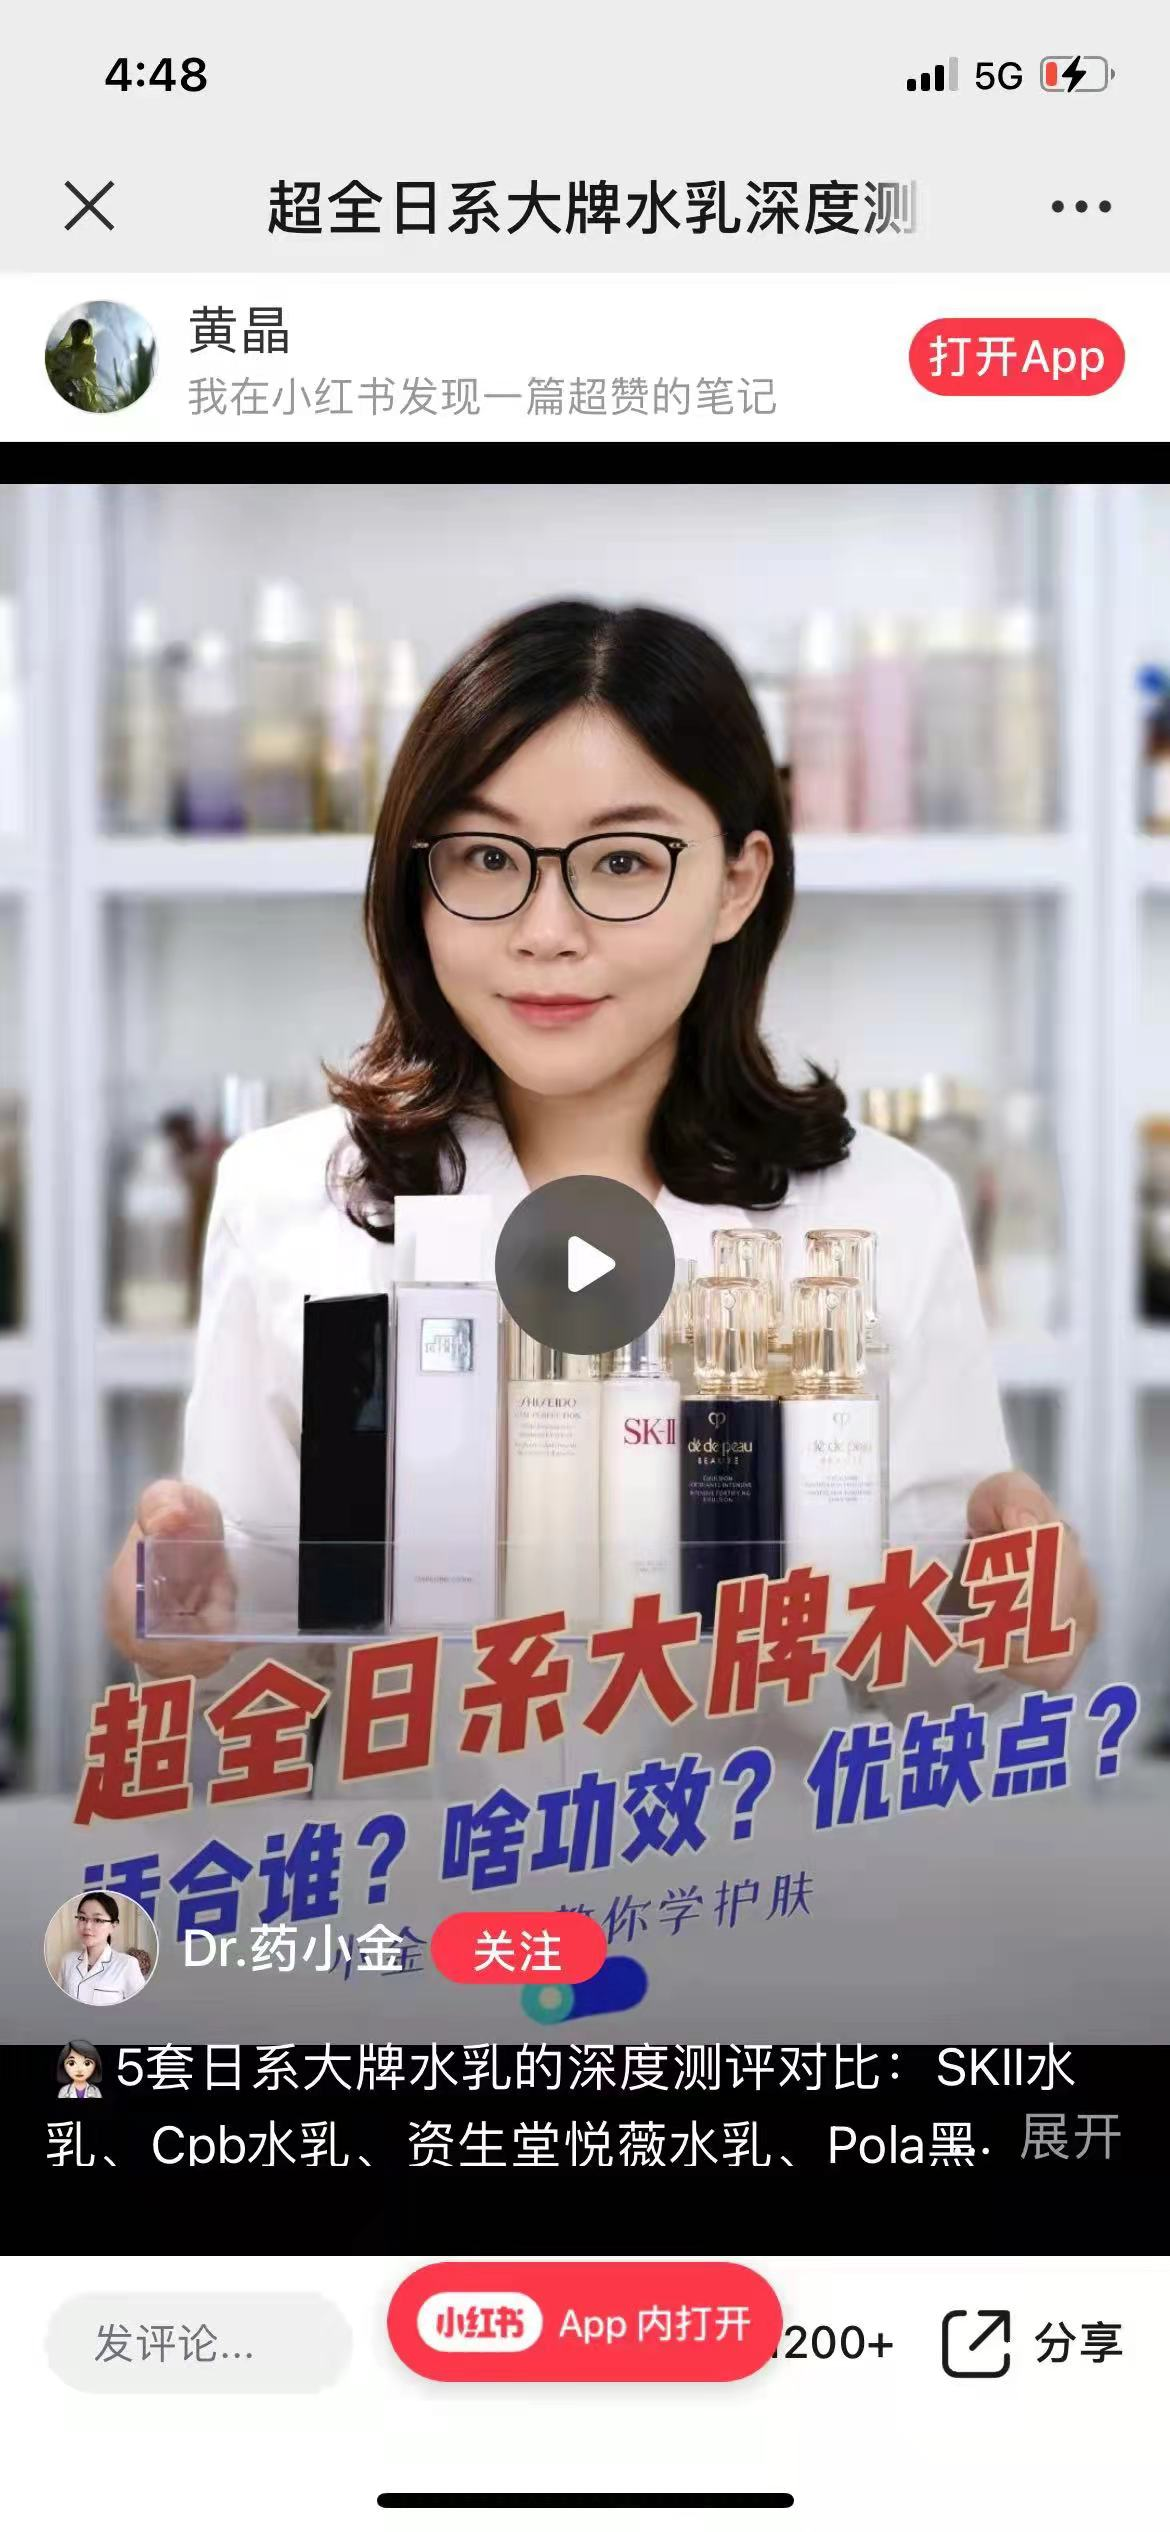 4:48
5G
超全日系大牌水乳深度测
黄晶
我在小红书发现一篇超赞的笔记
打开App
SHISEIDO
SK-II
clé de peau
BEAUTÉ
clé de peau
BEAUTÉ
超全日系大牌水乳
适合谁？啥功效？优缺点？
教你学护肤
Dr.药小金
关注
5套日系大牌水乳的深度测评对比：SKII水
乳、Cpb水乳、资生堂悦薇水乳、Pola黑..
展开
发评论...
小红书 App 内打开
1200+
分享